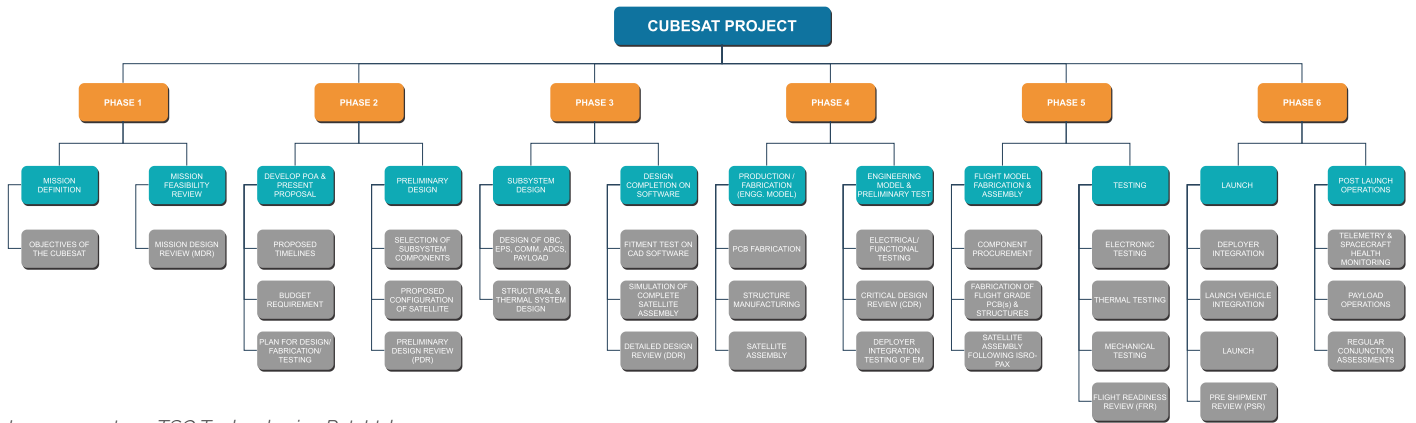 CUBESAT PROJECT
PHASE 1
PHASE 2
PHASE 3
PHASE 4
PHASE 5
PHASE 6
MISSION
DEFINITION
OBJECTIVES OF
THE CUBESAT
MISSION
FEASIBILITY
REVIEW
MISSION DESIGN
REVIEW (MDR)
DEVELOP POA &
PRESENT
PROPOSAL
PROPOSED
TIMELINES
BUDGET
REQUIREMENT
PLAN FOR DESIGN/
FABRICATION/
TESTING
PRELIMINARY
DESIGN
SELECTION OF
SUBSYSTEM
COMPONENTS
PROPOSED
CONFIGURATION
OF SATELLITE
PRELIMINARY
DESIGN REVIEW
(PDR)
SUBSYSTEM
DESIGN
DESIGN OF OBC,
EPS, COMM, ADCS,
PAYLOAD
STRUCTURAL &
THERMAL SYSTEM
DESIGN
DESIGN
COMPLETION ON
SOFTWARE
FITMENT TEST ON
CAD SOFTWARE
SIMULATION OF
COMPLETE
SATELLITE
ASSEMBLY
DETAILED DESIGN
REVIEW (DDR)
PRODUCTION /
FABRICATION
(ENGG. MODEL)
PCB FABRICATION
STRUCTURE
MANUFACTURING
SATELLITE
ASSEMBLY
ENGINEERING
MODEL &
PRELIMINARY TEST
ELECTRICAL/
FUNCTIONAL
TESTING
CRITICAL DESIGN
REVIEW (CDR)
DEPLOYER
INTEGRATION
TESTING OF EM
FLIGHT MODEL
FABRICATION &
ASSEMBLY
COMPONENT
PROCUREMENT
FABRICATION OF
FLIGHT GRADE
PCB(s) &
STRUCTURES
SATELLITE
ASSEMBLY
FOLLOWING ISRO-
PAX
TESTING
ELECTRONIC
TESTING
THERMAL TESTING
MECHANICAL
TESTING
FLIGHT READINESS
REVIEW (FRR)
LAUNCH
DEPLOYER
INTEGRATION
LAUNCH VEHICLE
INTEGRATION
LAUNCH
PRE SHIPMENT
REVIEW (PSR)
POST LAUNCH
OPERATIONS
TELEMETRY &
SPACECRAFT
HEALTH
MONITORING
PAYLOAD
OPERATIONS
REGULAR
CONJUNCTION
ASSESSMENTS